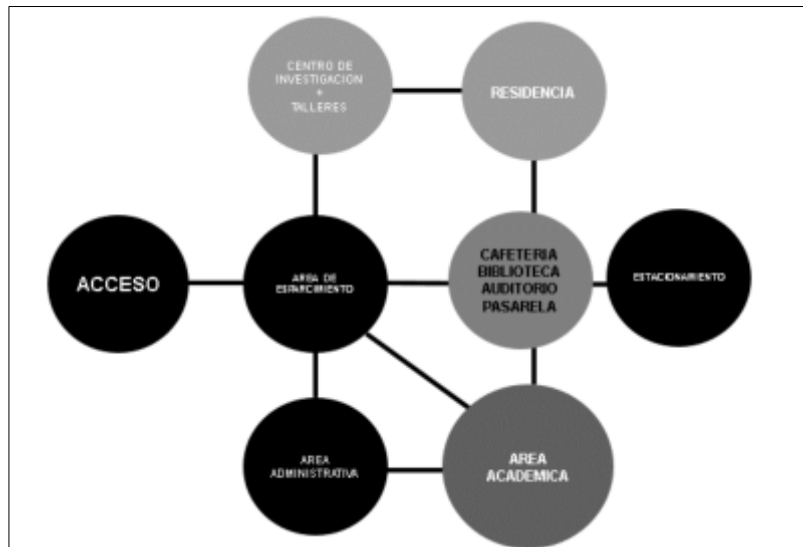 CENTRO DE
INVESTIGACION
+
TALLERES
RESIDENCIA
ACCESO
AREA DE
ESPARCIMIENTO
CAFETERIA
BIBLIOTECA
AUDITORIO
PASARELA
ESTACIONAMIENTO
AREA
ADMINISTRATIVA
AREA
ACADEMICA